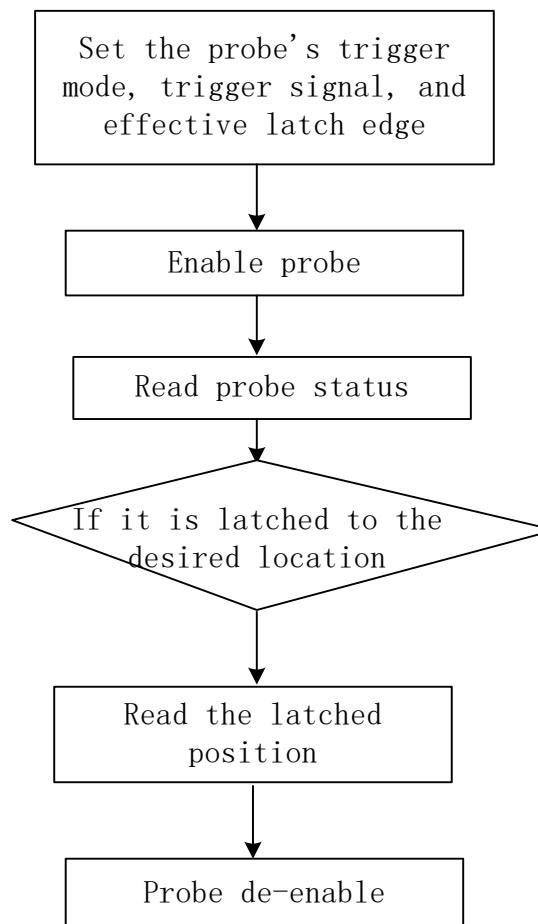 Set the probe's trigger
mode, trigger signal, and
effective latch edge
Enable probe
Read probe status
If it is latched to the
desired location
Read the latched
position
Probe de-enable